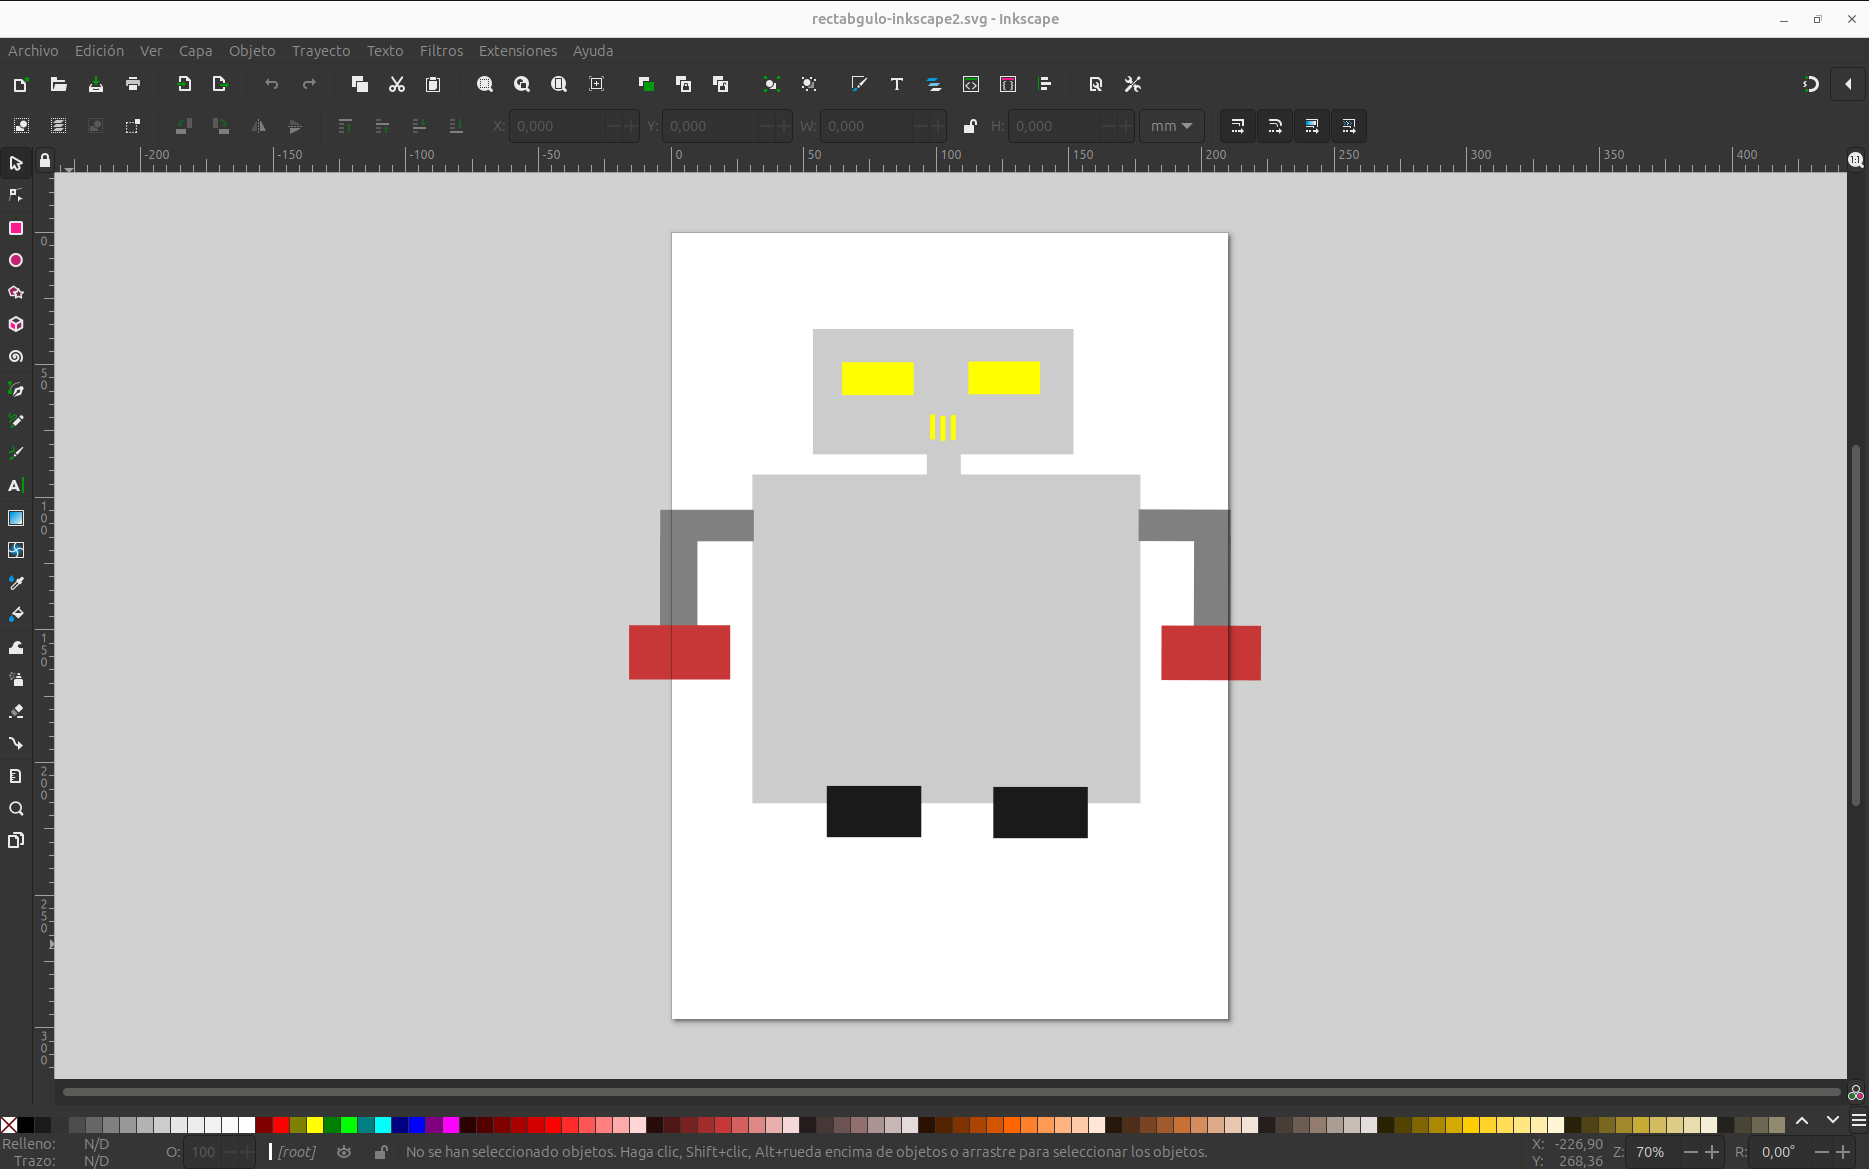 rectabgulo-inkscape2.svg - Inkscape
Archivo Edición Ver Capa Objeto Trayecto Texto Filtros Extensiones Ayuda
X: 0,000 Y: 0,000 W: 0,000 H: 0,000 mm
-200 -150 -100 -50 0 50 100 150 200 250 300 350 400
0
50
100
150
200
250
300
Relleno: N/D
Trazo: N/D
O: 100 [root] No se han seleccionado objetos. Haga clic, Shift+clic, Alt+rueda encima de objetos o arrastre para seleccionar los objetos.
X: -226,90
Y: 268,36
Z: 70% R: 0,00°